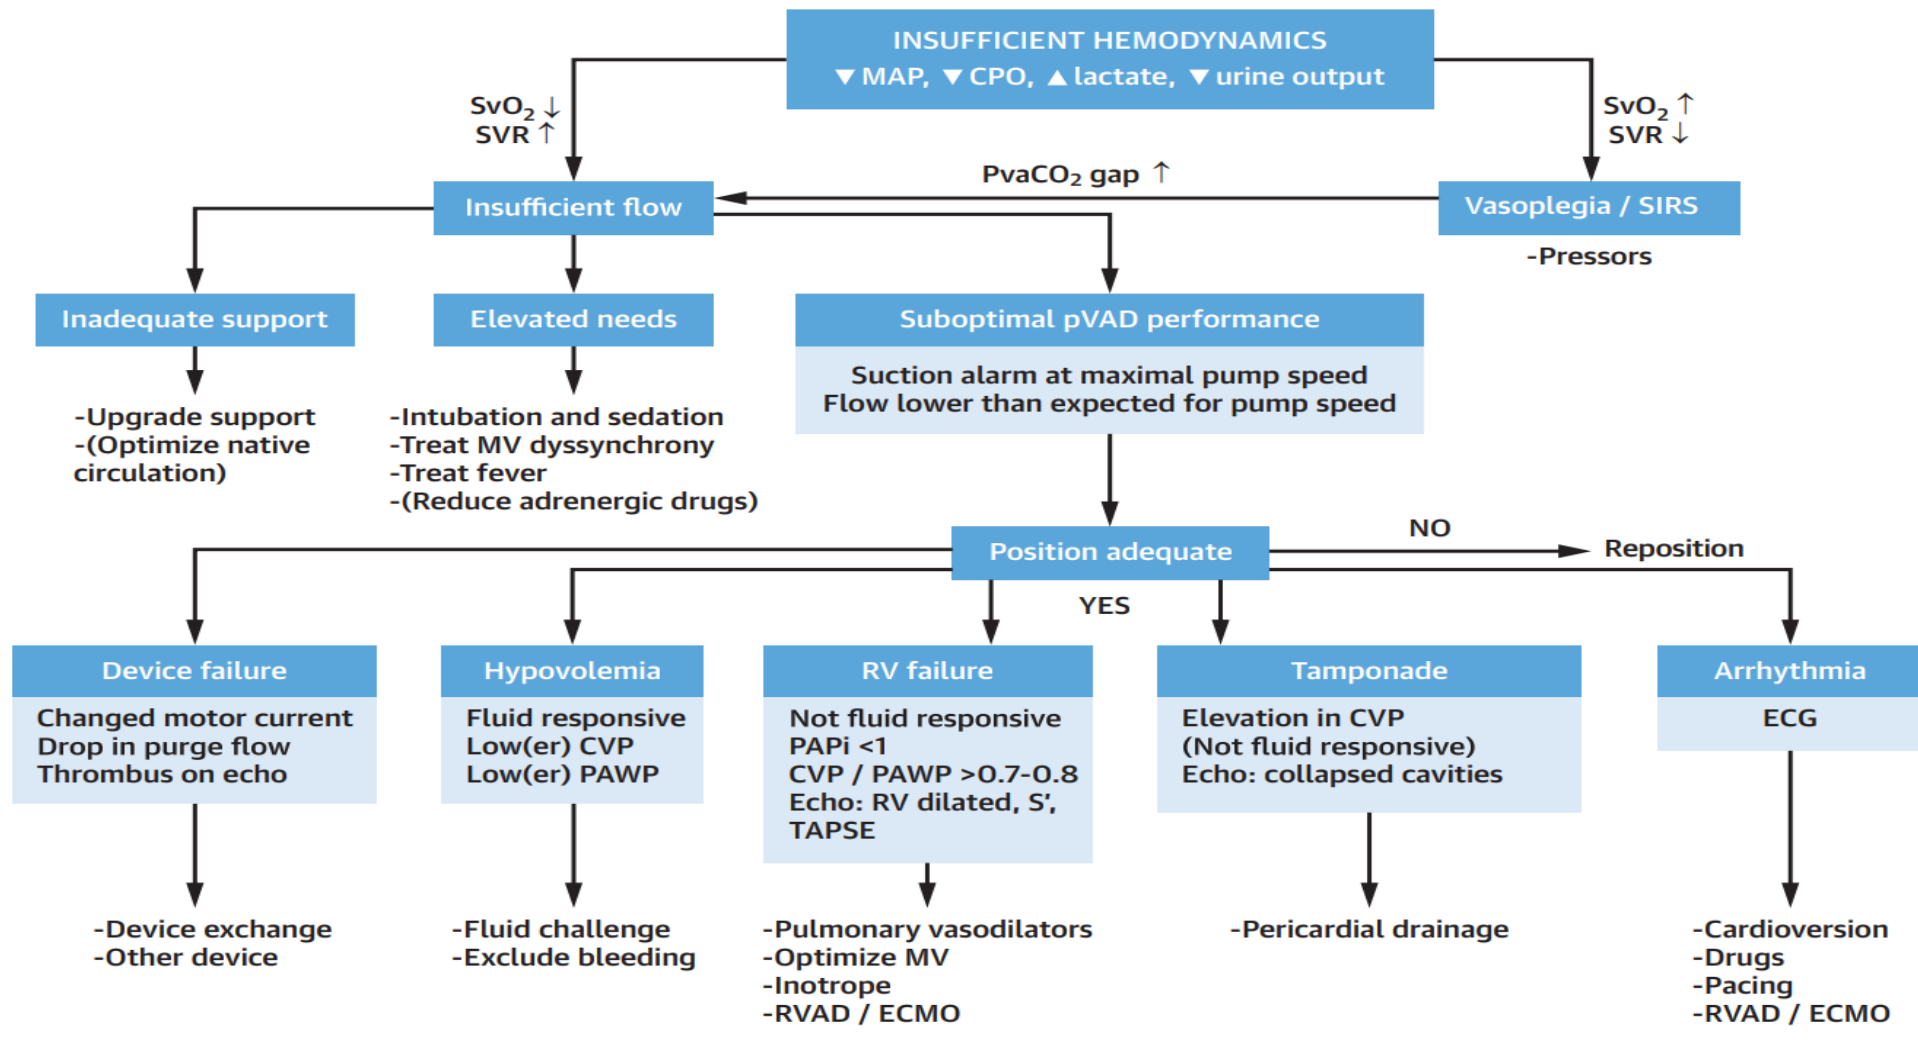 INSUFFICIENT HEMODYNAMICS
▼ MAP, ▼ CPO, ▲ lactate, ▼ urine output
SvO₂ ↓
SVR ↑
SvO₂ ↑
SVR ↓
PvaCO₂ gap ↑
Insufficient flow
Vasoplegia / SIRS
-Pressors
Inadequate support
Elevated needs
Suboptimal pVAD performance
Suction alarm at maximal pump speed
Flow lower than expected for pump speed
-Upgrade support
-(Optimize native
circulation)
-Intubation and sedation
-Treat MV dyssynchrony
-Treat fever
-(Reduce adrenergic drugs)
Position adequate
NO
Reposition
YES
Device failure
Changed motor current
Drop in purge flow
Thrombus on echo
Hypovolemia
Fluid responsive
Low(er) CVP
Low(er) PAWP
RV failure
Not fluid responsive
PAPi <1
CVP / PAWP >0.7-0.8
Echo: RV dilated, S′,
TAPSE
Tamponade
Elevation in CVP
(Not fluid responsive)
Echo: collapsed cavities
Arrhythmia
ECG
-Device exchange
-Other device
-Fluid challenge
-Exclude bleeding
-Pulmonary vasodilators
-Optimize MV
-Inotrope
-RVAD / ECMO
-Pericardial drainage
-Cardioversion
-Drugs
-Pacing
-RVAD / ECMO